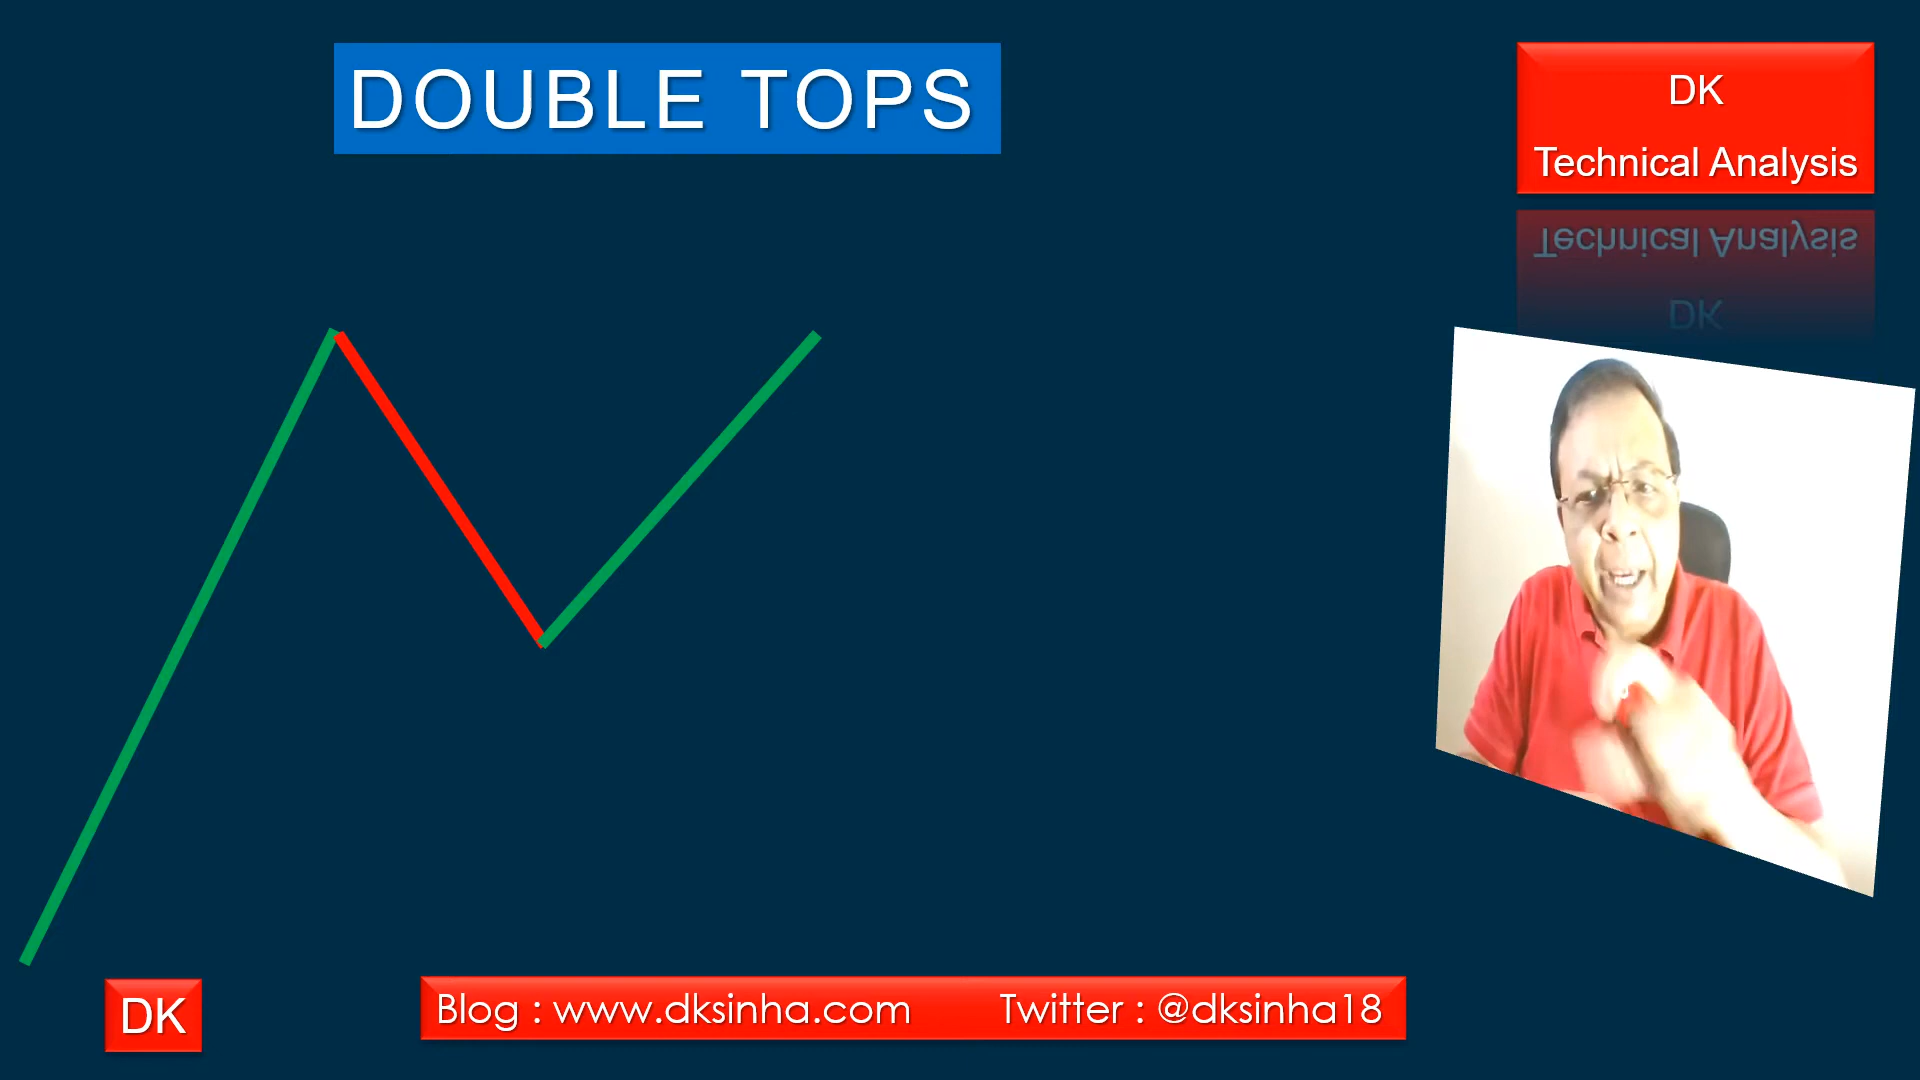 DOUBLE TOPS
DK
Technical Analysis
Technical Analysis
DK
DK
Blog : www.dksinha.com Twitter : @dksinha18